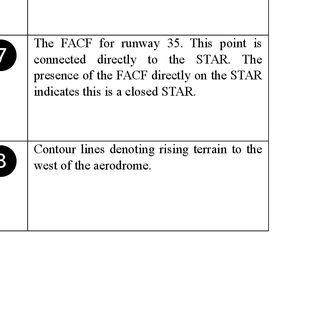 7
The FACF for runway 35. This point is
connected directly to the STAR. The
presence of the FACF directly on the STAR
indicates this is a closed STAR.
8
Contour lines denoting rising terrain to the
west of the aerodrome.